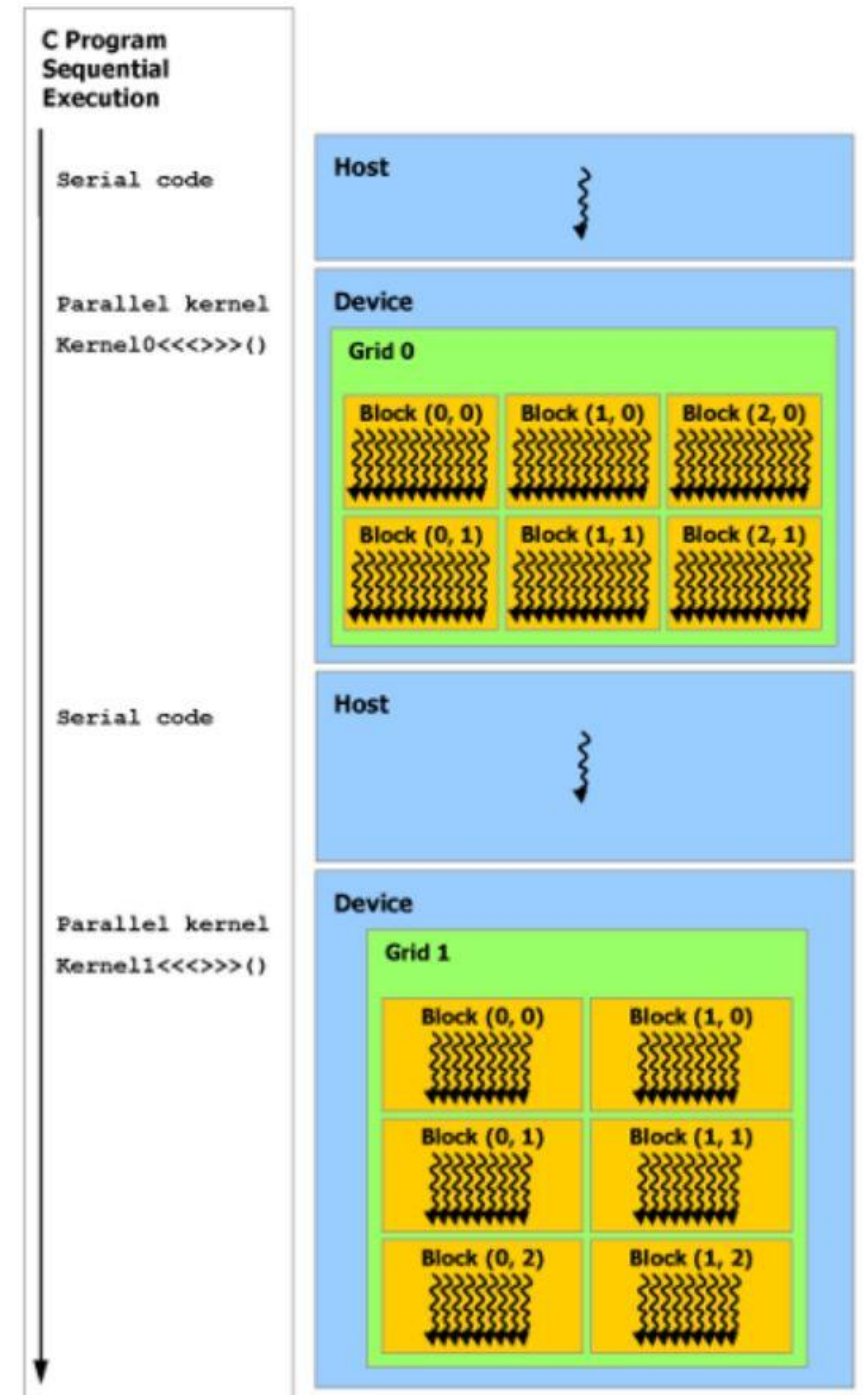 C Program
Sequential
Execution
Serial code
Host
Parallel kernel
Kernel0<<<>>>()
Device
Grid 0
Block (0, 0)
Block (1, 0)
Block (2, 0)
Block (0, 1)
Block (1, 1)
Block (2, 1)
Serial code
Host
Parallel kernel
Kernel1<<<>>>()
Device
Grid 1
Block (0, 0)
Block (1, 0)
Block (0, 1)
Block (1, 1)
Block (0, 2)
Block (1, 2)